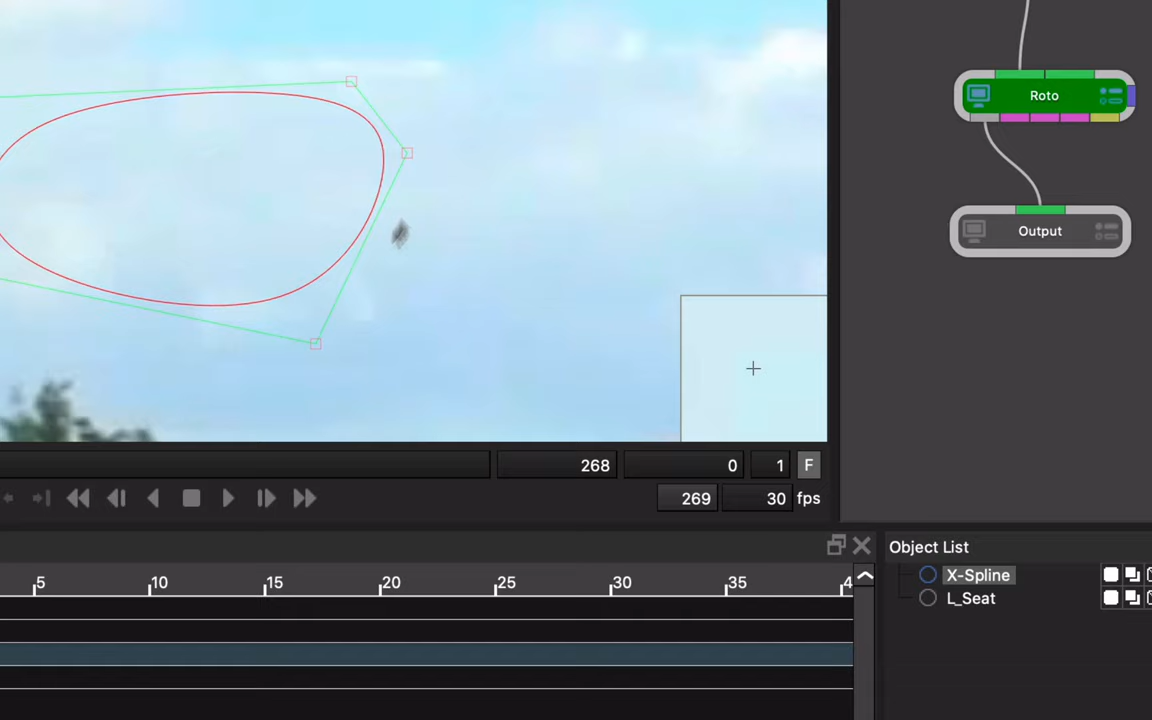 Roto
Output
268 0 1 F
269 30 fps
Object List
5 10 15 20 25 30 35
X-Spline
L_Seat